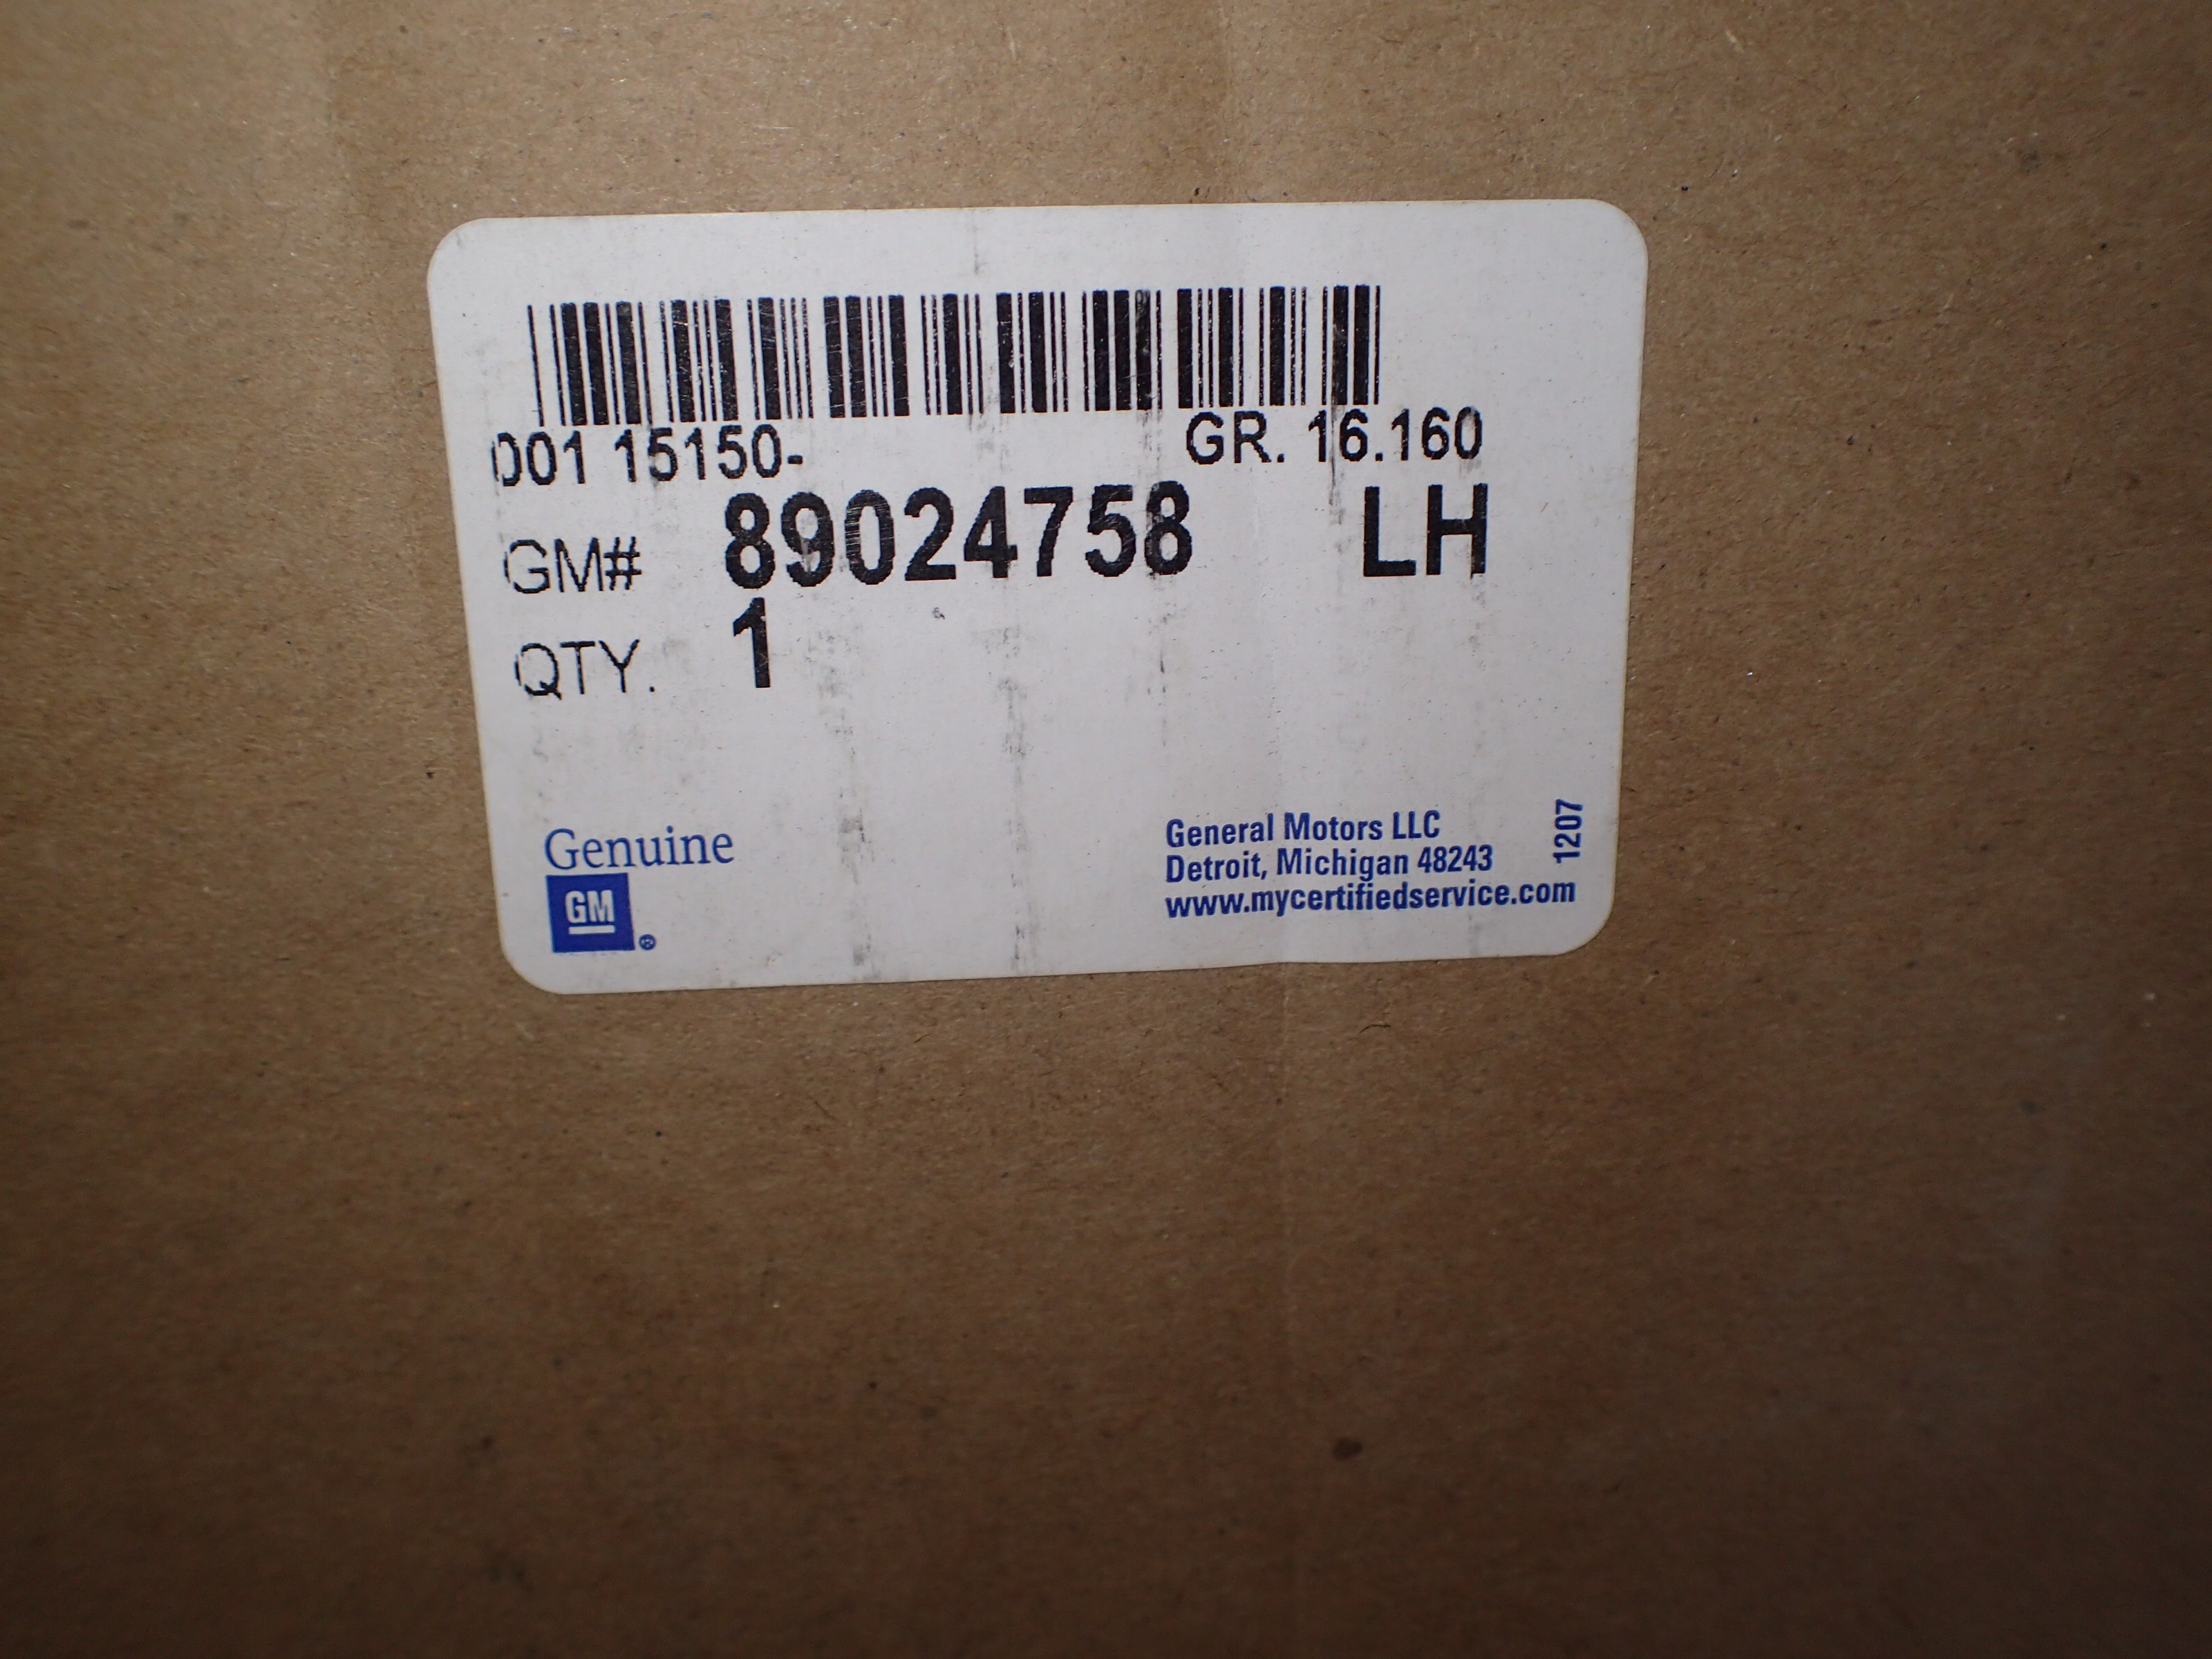 001 15150-
GR. 16.160
GM# 89024758 LH
QTY. 1
Genuine
GM ®
General Motors LLC
Detroit, Michigan 48243
www.mycertifiedservice.com
1207